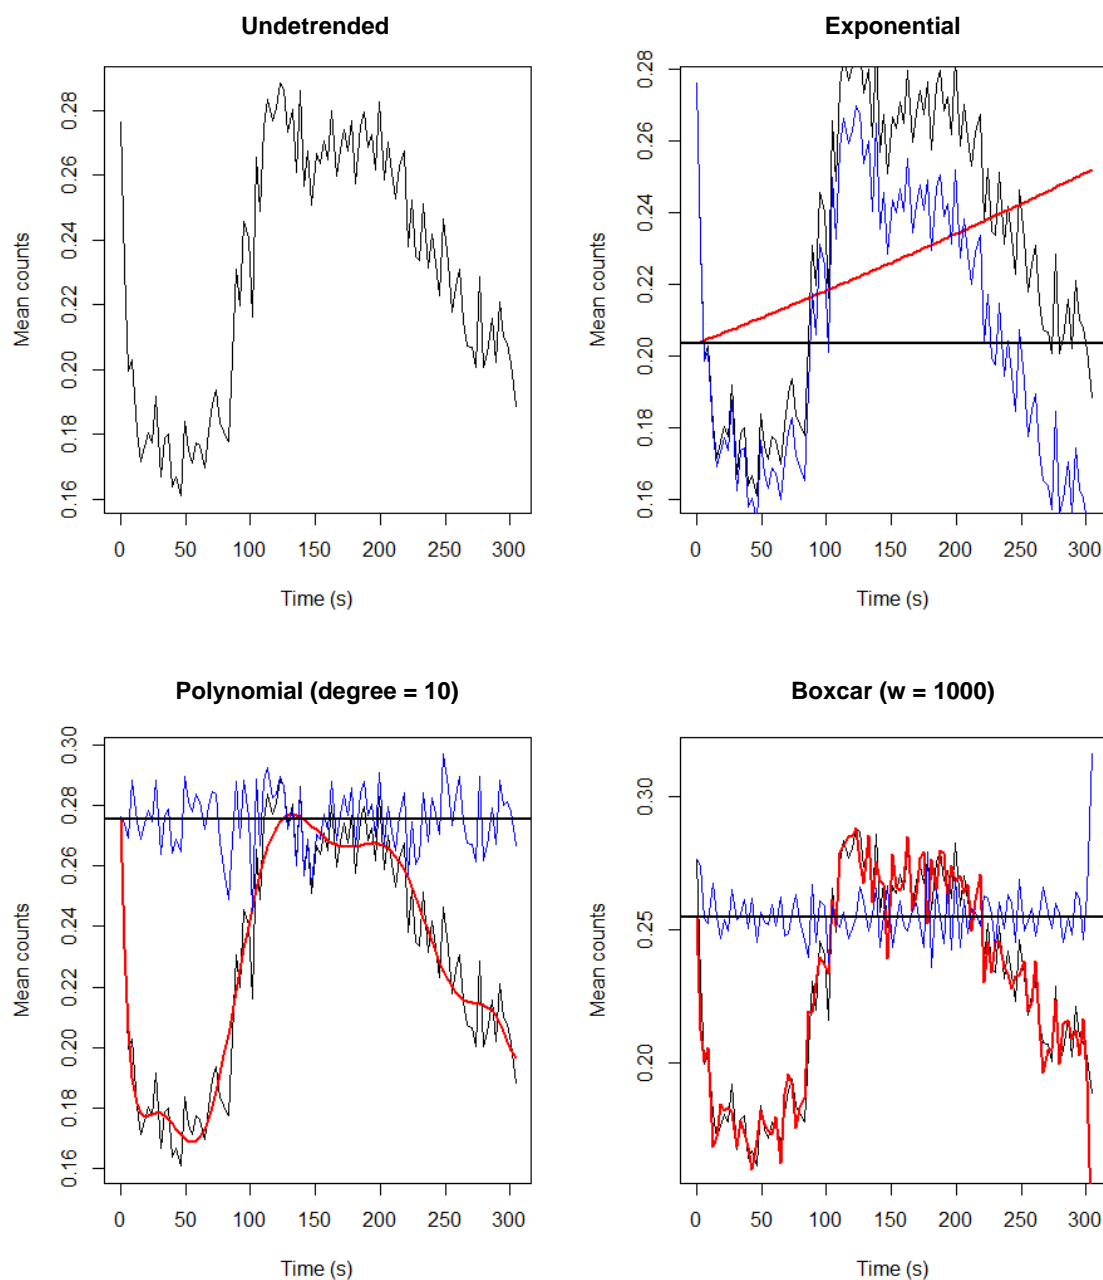 Undetrended
Mean counts
0.16 0.18 0.20 0.22 0.24 0.26 0.28
0 50 100 150 200 250 300
Time (s)
Exponential
Mean counts
0.16 0.18 0.20 0.22 0.24 0.26 0.28
0 50 100 150 200 250 300
Time (s)
Polynomial (degree = 10)
Mean counts
0.16 0.18 0.20 0.22 0.24 0.26 0.28 0.30
0 50 100 150 200 250 300
Time (s)
Boxcar (w = 1000)
Mean counts
0.20 0.25 0.30
0 50 100 150 200 250 300
Time (s)